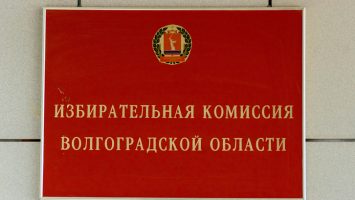 ИЗБИРАТЕЛЬНАЯ КОМИССИЯ
ВОЛГОГРАДСКОЙ ОБЛАСТИ